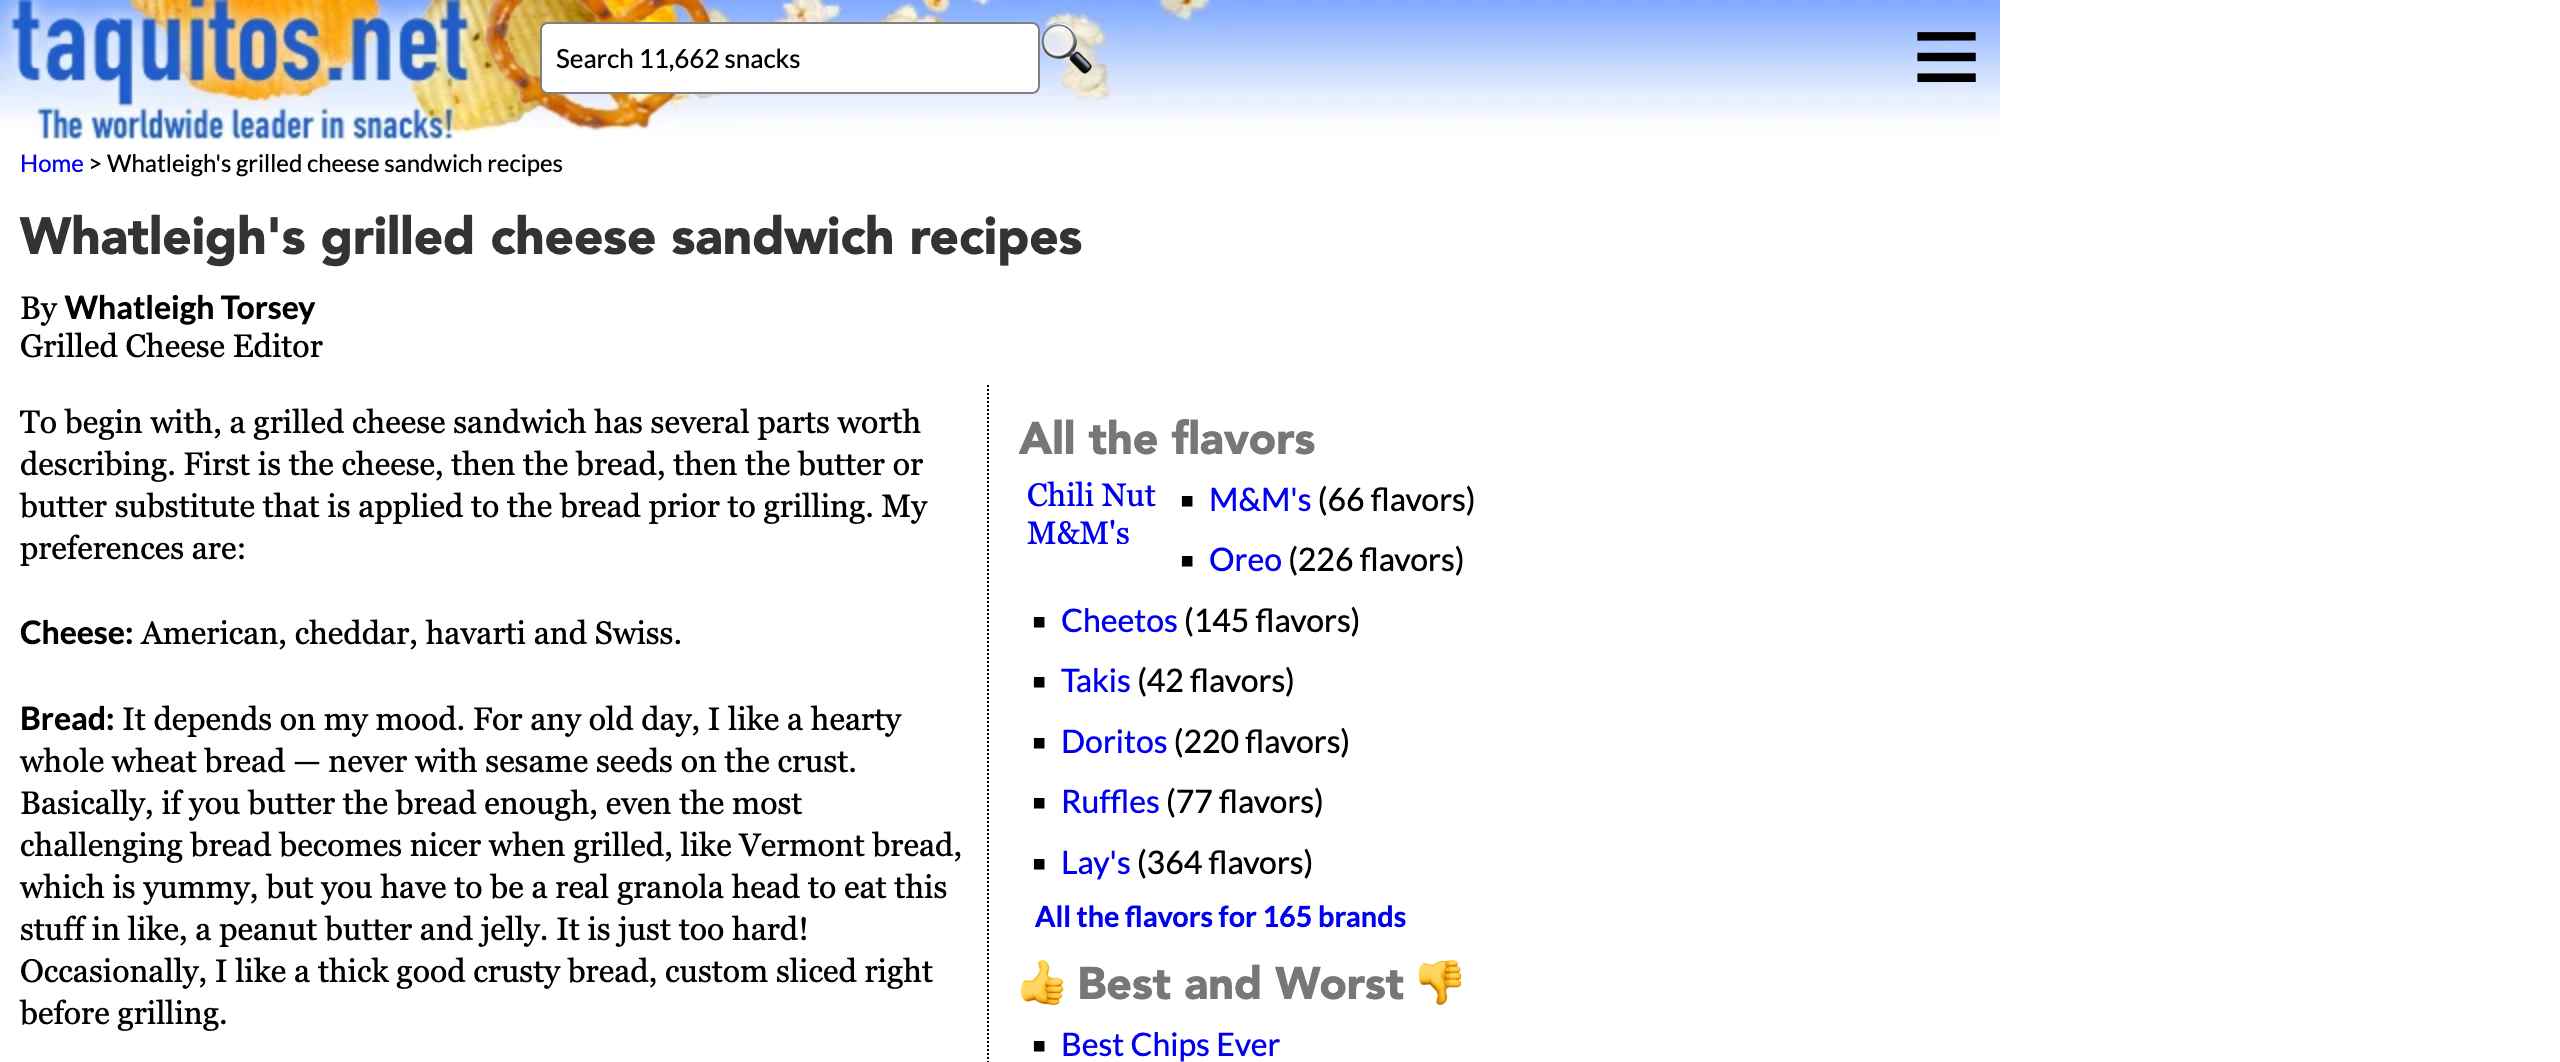 taquitos.net
The worldwide leader in snacks!
Search 11,662 snacks
Home > Whatleigh's grilled cheese sandwich recipes
Whatleigh's grilled cheese sandwich recipes
By Whatleigh Torsey
Grilled Cheese Editor
To begin with, a grilled cheese sandwich has several parts worth
describing. First is the cheese, then the bread, then the butter or
butter substitute that is applied to the bread prior to grilling. My
preferences are:
Cheese: American, cheddar, havarti and Swiss.
Bread: It depends on my mood. For any old day, I like a hearty
whole wheat bread — never with sesame seeds on the crust.
Basically, if you butter the bread enough, even the most
challenging bread becomes nicer when grilled, like Vermont bread,
which is yummy, but you have to be a real granola head to eat this
stuff in like, a peanut butter and jelly. It is just too hard!
Occasionally, I like a thick good crusty bread, custom sliced right
before grilling.
All the flavors
Chili Nut
M&M's
M&M's (66 flavors)
Oreo (226 flavors)
Cheetos (145 flavors)
Takis (42 flavors)
Doritos (220 flavors)
Ruffles (77 flavors)
Lay's (364 flavors)
All the flavors for 165 brands
👍 Best and Worst 👎
Best Chips Ever